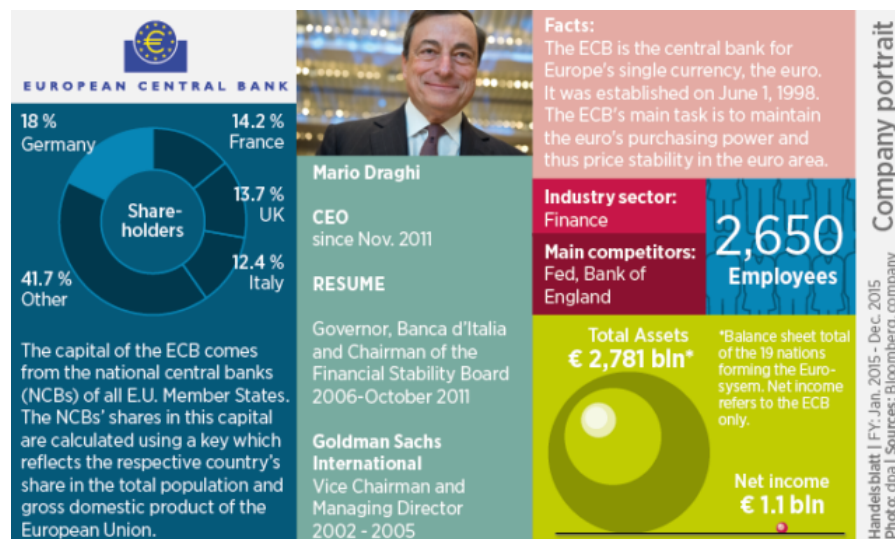 EUROPEAN CENTRAL BANK
18 %
Germany
14.2 %
France
13.7 %
UK
12.4 %
Italy
41.7 %
Other
Share-
holders
The capital of the ECB comes
from the national central banks
(NCBs) of all E.U. Member States.
The NCBs' shares in this capital
are calculated using a key which
reflects the respective country's
share in the total population and
gross domestic product of the
European Union.
Mario Draghi
CEO
since Nov. 2011
RESUME
Governor, Banca d'Italia
and Chairman of the
Financial Stability Board
2006-October 2011
Goldman Sachs
International
Vice Chairman and
Managing Director
2002 - 2005
Facts:
The ECB is the central bank for
Europe's single currency, the euro.
It was established on June 1, 1998.
The ECB's main task is to maintain
the euro's purchasing power and
thus price stability in the euro area.
Industry sector:
Finance
Main competitors:
Fed, Bank of
England
2,650
Employees
Total Assets
€ 2,781 bln*
*Balance sheet total
of the 19 nations
forming the Euro-
sysem. Net income
refers to the ECB
only.
Net income
€ 1.1 bln
Company portrait
Handelsblatt | FY: Jan. 2015 - Dec. 2015
Photo: dpa | Sources: Bloomberg, company